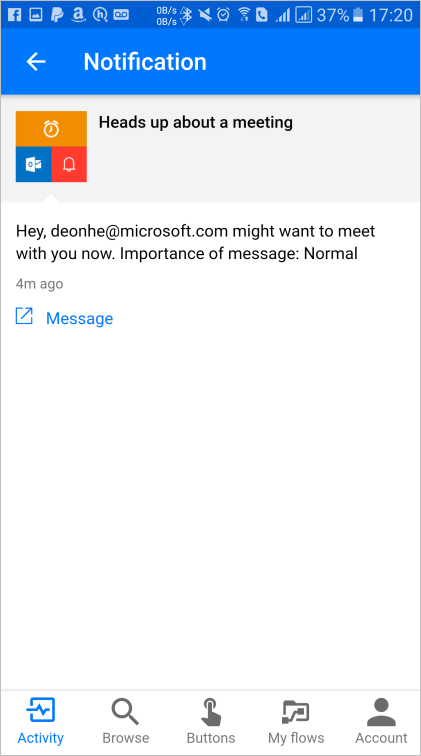 0B/s
0B/s
37% 17:20
Notification
Heads up about a meeting
Hey, deonhe@microsoft.com might want to meet
with you now. Importance of message: Normal
4m ago
Message
Activity Browse Buttons My flows Account